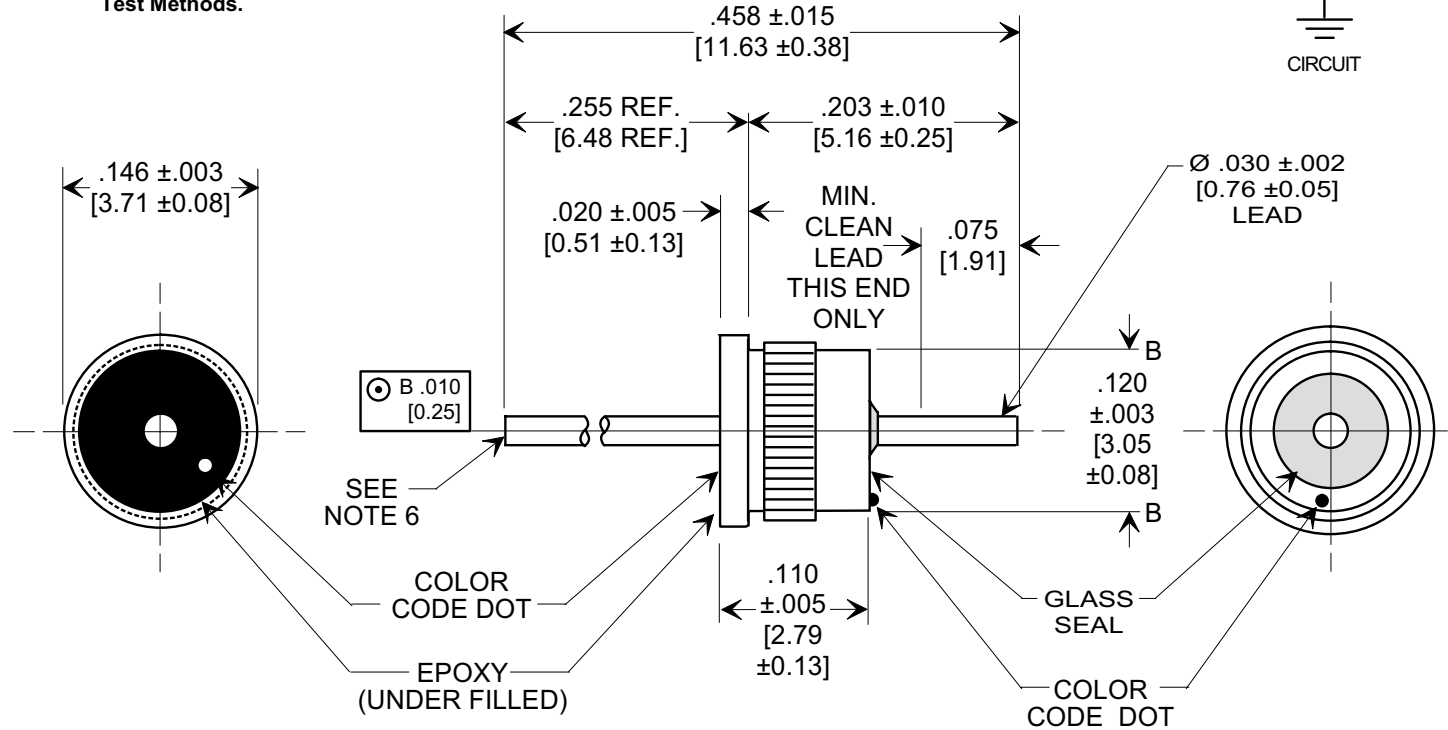 Test Methods.
.458 ±.015
[11.63 ±0.38]
CIRCUIT
.255 REF.
[6.48 REF.]
.203 ±.010
[5.16 ±0.25]
.146 ±.003
[3.71 ±0.08]
Ø .030 ±.002
[0.76 ±0.05]
LEAD
.020 ±.005
[0.51 ±0.13]
MIN.
CLEAN
LEAD
THIS END
ONLY
.075
[1.91]
B
.120
±.003
[3.05
±0.08]
B
B .010
[0.25]
SEE
NOTE 6
COLOR
CODE DOT
EPOXY
(UNDER FILLED)
.110
±.005
[2.79
±0.13]
GLASS
SEAL
COLOR
CODE DOT